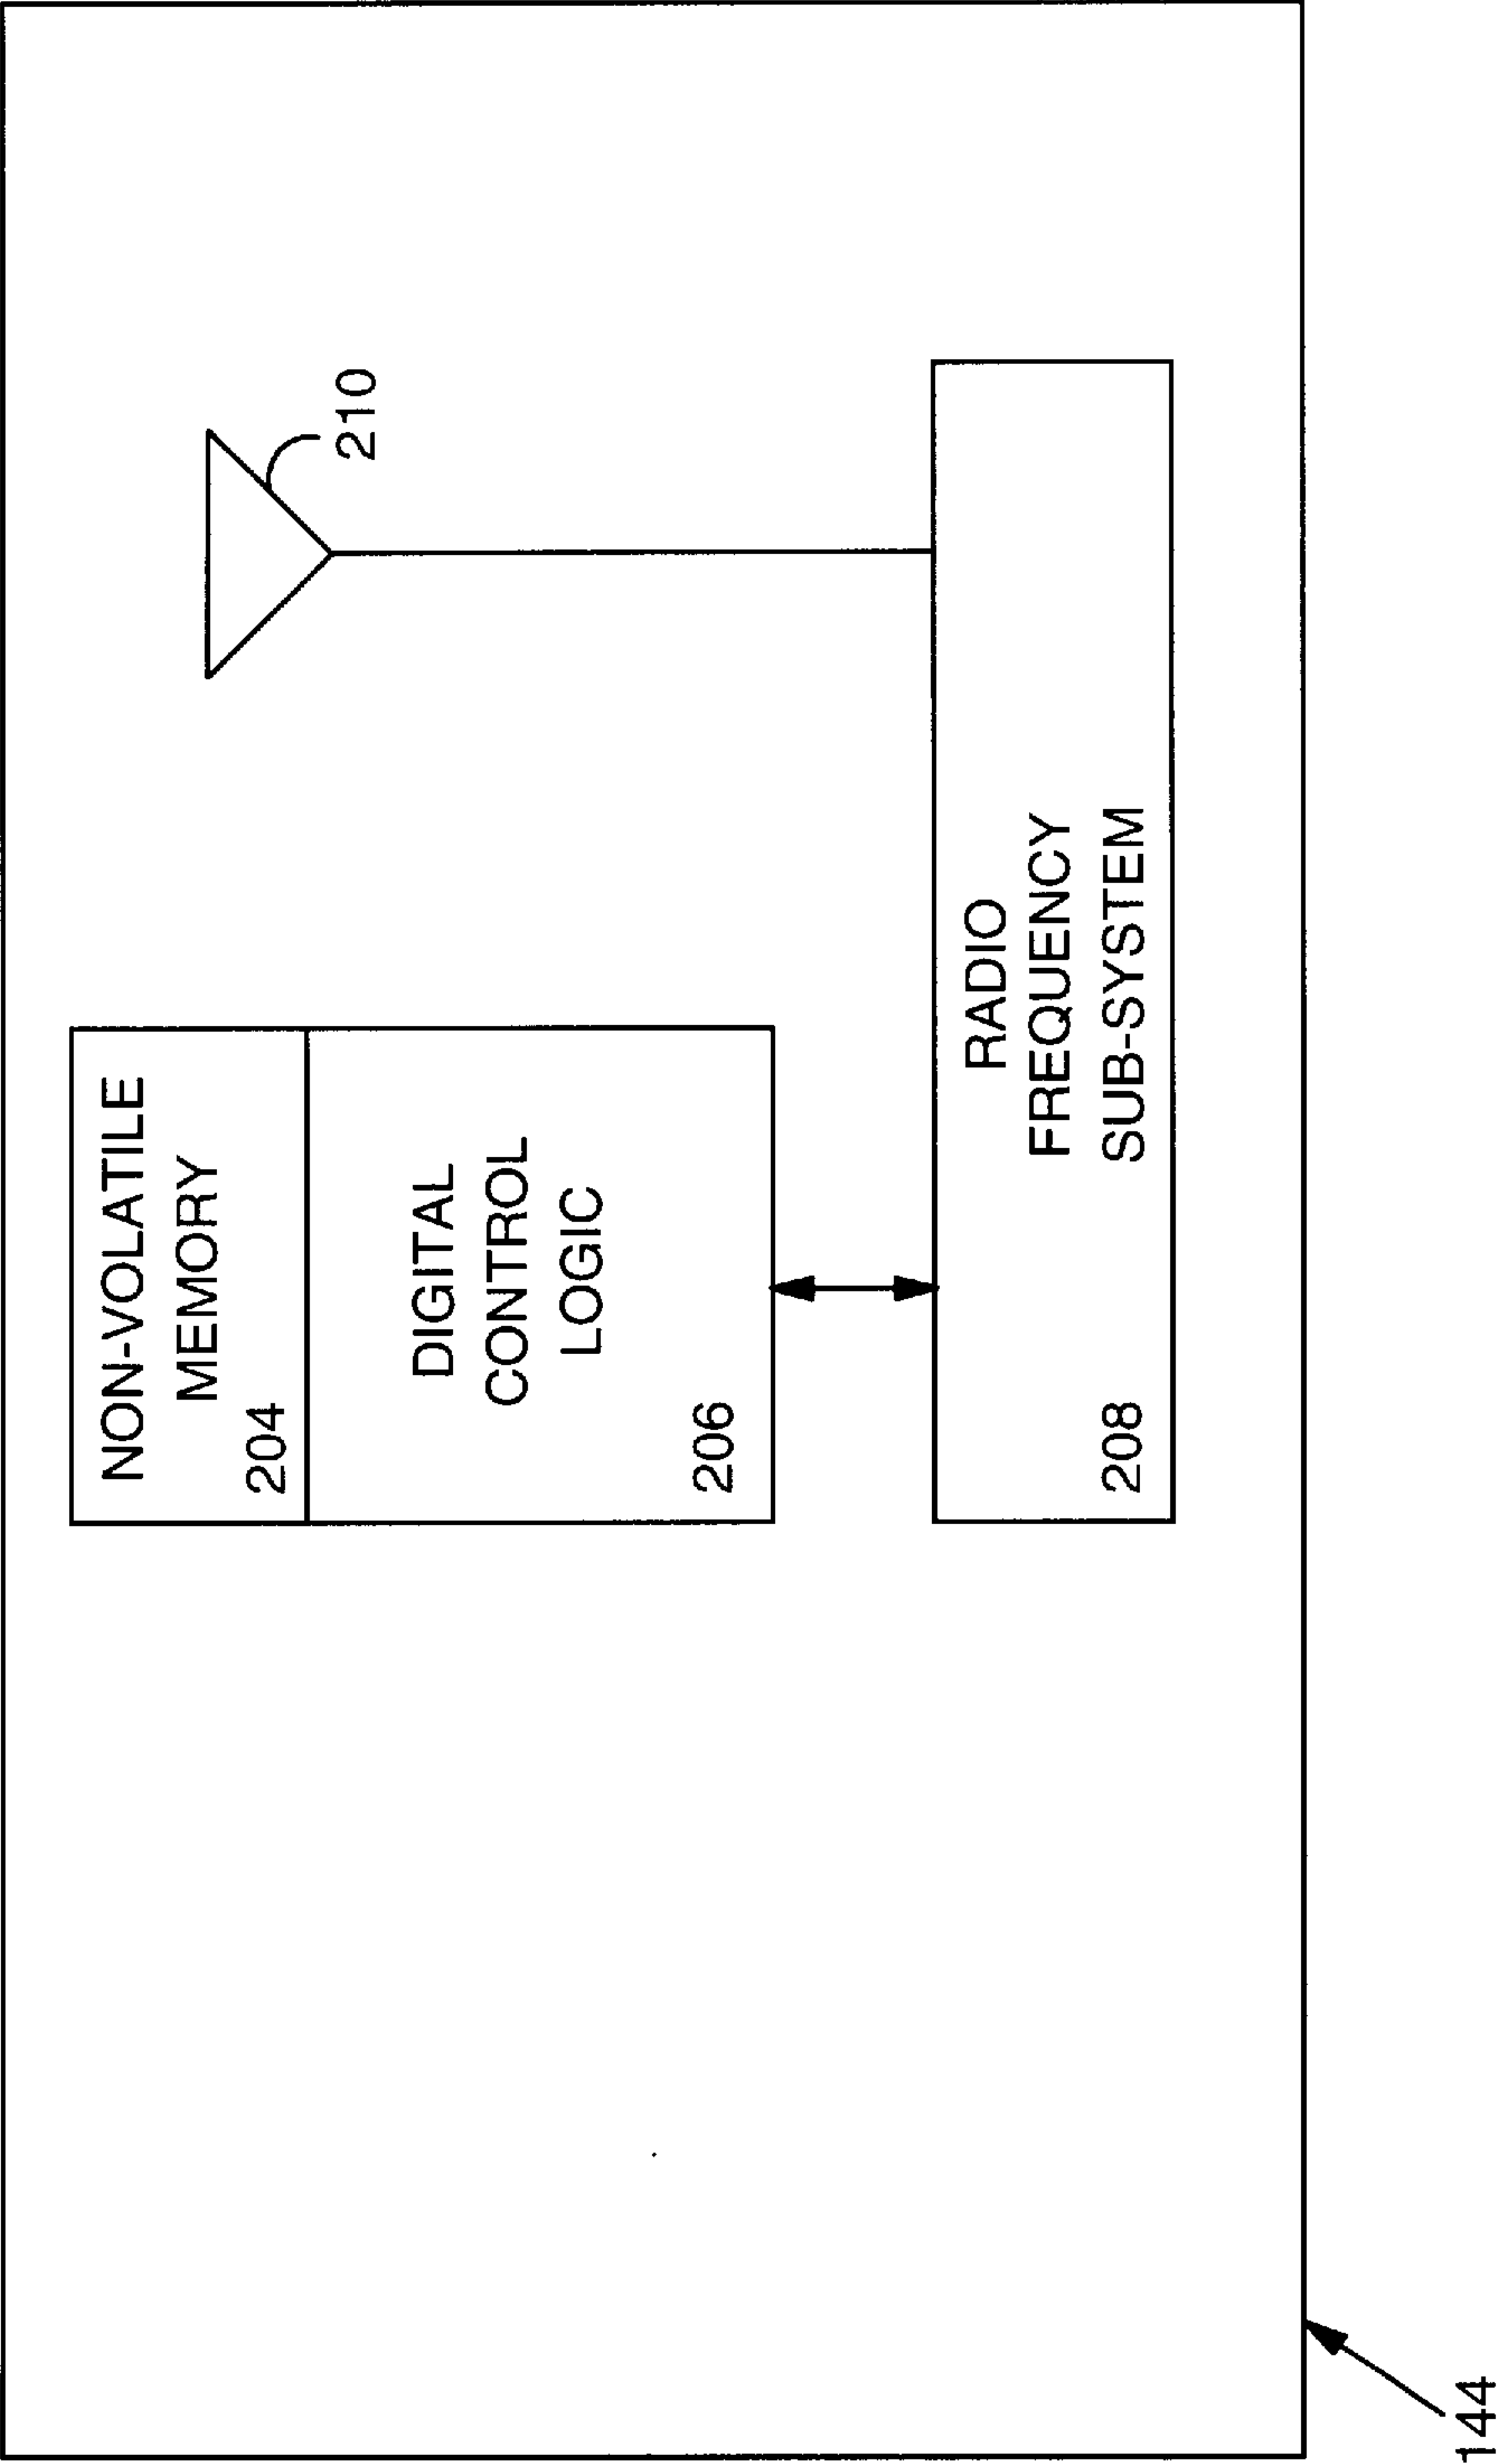 NON-VOLATILE
MEMORY
204
DIGITAL
CONTROL
LOGIC
206
210
RADIO
FREQUENCY
SUB-SYSTEM
208
144